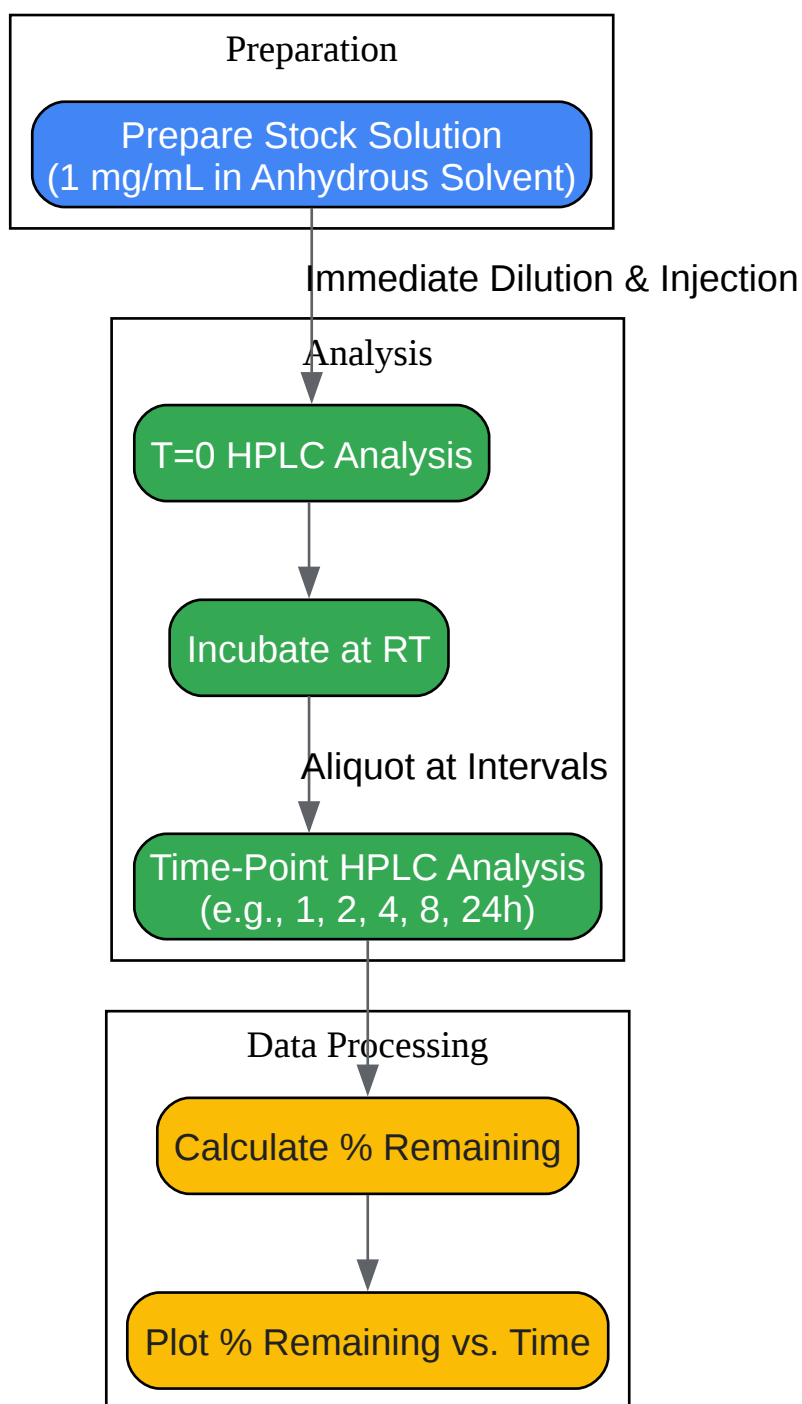 Preparation
Prepare Stock Solution
(1 mg/mL in Anhydrous Solvent)
Immediate Dilution & Injection
Analysis
T=0 HPLC Analysis
Incubate at RT
Aliquot at Intervals
Time-Point HPLC Analysis
(e.g., 1, 2, 4, 8, 24h)
Data Processing
Calculate % Remaining
Plot % Remaining vs. Time